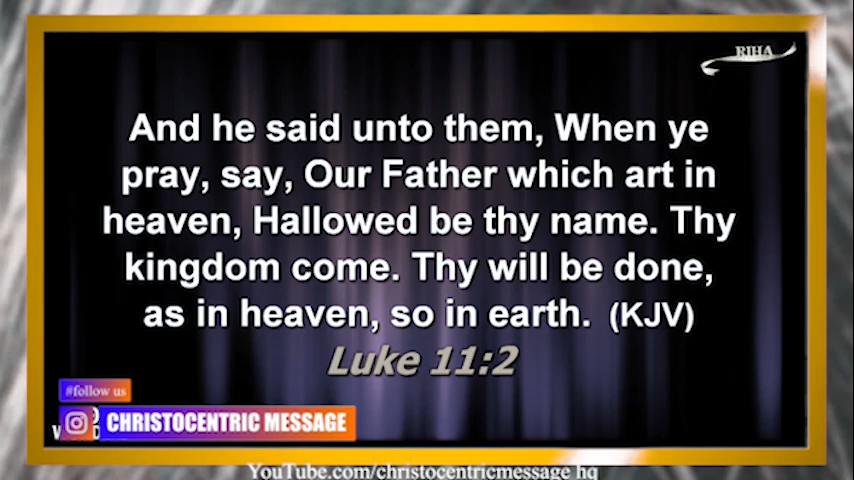 RIHA
And he said unto them, When ye
pray, say, Our Father which art in
heaven, Hallowed be thy name. Thy
kingdom come. Thy will be done,
as in heaven, so in earth. (KJV)
Luke 11:2
#follow us
CHRISTOCENTRIC MESSAGE
YouTube.com/christocentricmessage hq